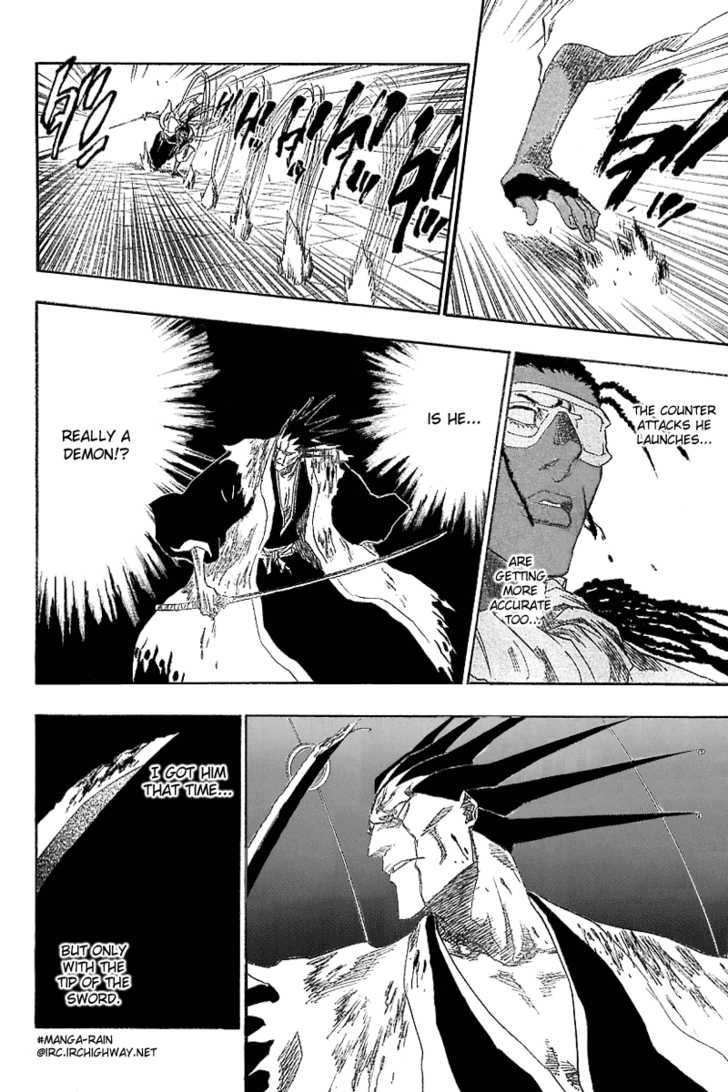 THE COUNTER
ATTACKS HE
LAUNCHES...
ARE
GETTING
MORE
ACCURATE
TOO...
IS HE...
REALLY A
DEMON!?
I GOT HIM
THAT TIME...
BUT ONLY
WITH THE
TIP OF THE
SWORD.
#MANGA-RAIN
@IRC.IRCHIGHWAY.NET